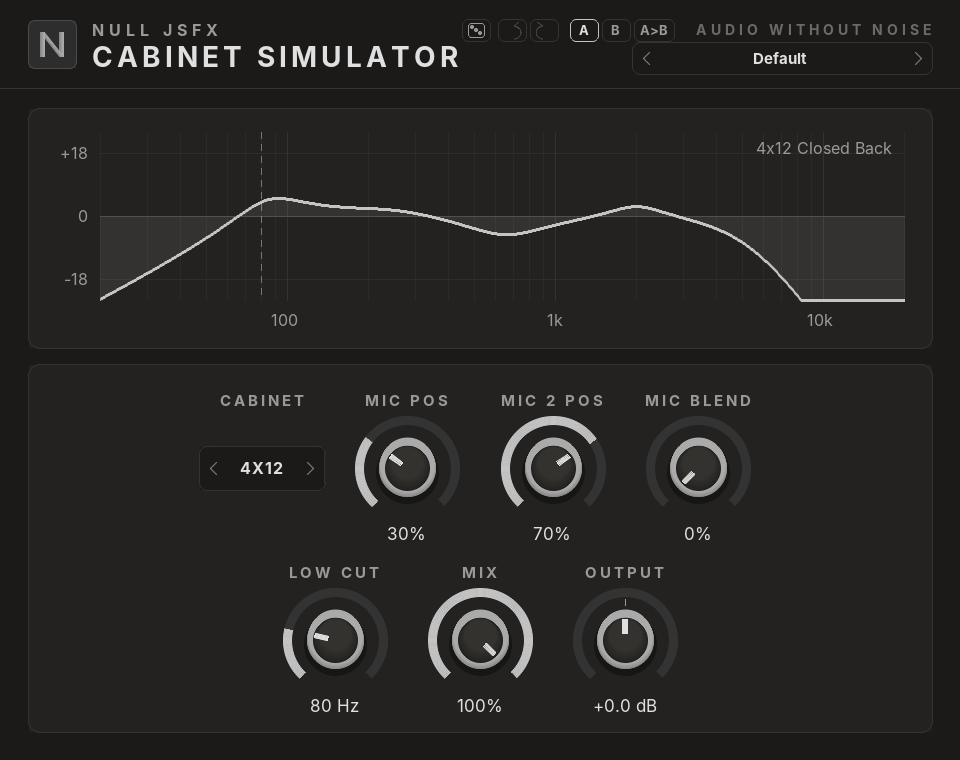 N
NULL JSFX
CABINET SIMULATOR
A B A>B
AUDIO WITHOUT NOISE
Default
4x12 Closed Back
+18
0
-18
100 1k 10k
CABINET MIC POS MIC 2 POS MIC BLEND
4X12
30% 70% 0%
LOW CUT MIX OUTPUT
80 Hz 100% +0.0 dB